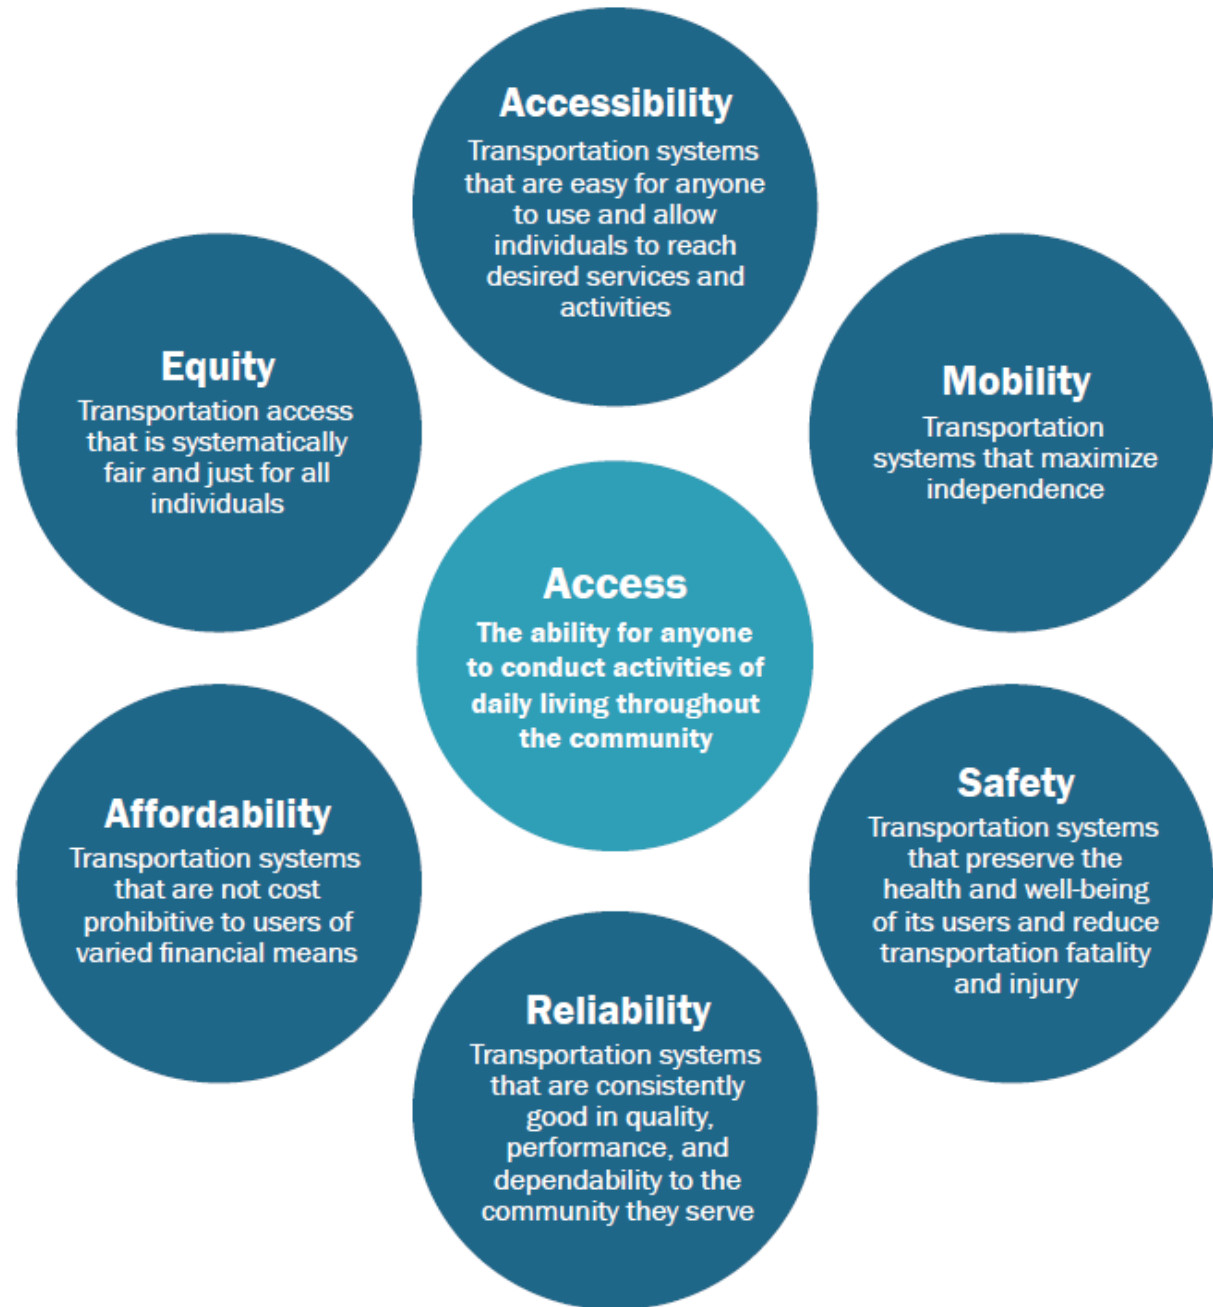 Accessibility
Transportation systems
that are easy for anyone
to use and allow
individuals to reach
desired services and
activities
Equity
Transportation access
that is systematically
fair and just for all
individuals
Mobility
Transportation
systems that maximize
independence
Access
The ability for anyone
to conduct activities of
daily living throughout
the community
Affordability
Transportation systems
that are not cost
prohibitive to users of
varied financial means
Safety
Transportation systems
that preserve the
health and well-being
of its users and reduce
transportation fatality
and injury
Reliability
Transportation systems
that are consistently
good in quality,
performance, and
dependability to the
community they serve